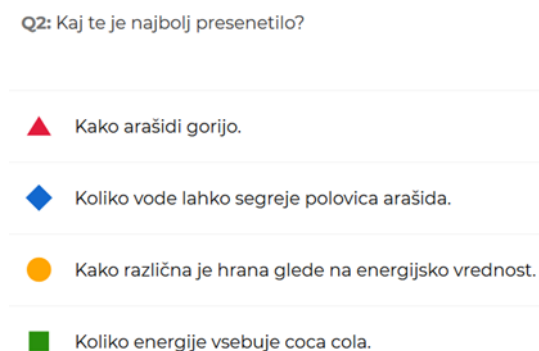 Q2: Kaj te je najbolj presenetilo?
Kako arašidi gorijo.
Koliko vode lahko segreje polovica arašida.
Kako različna je hrana glede na energijsko vrednost.
Koliko energije vsebuje coca cola.